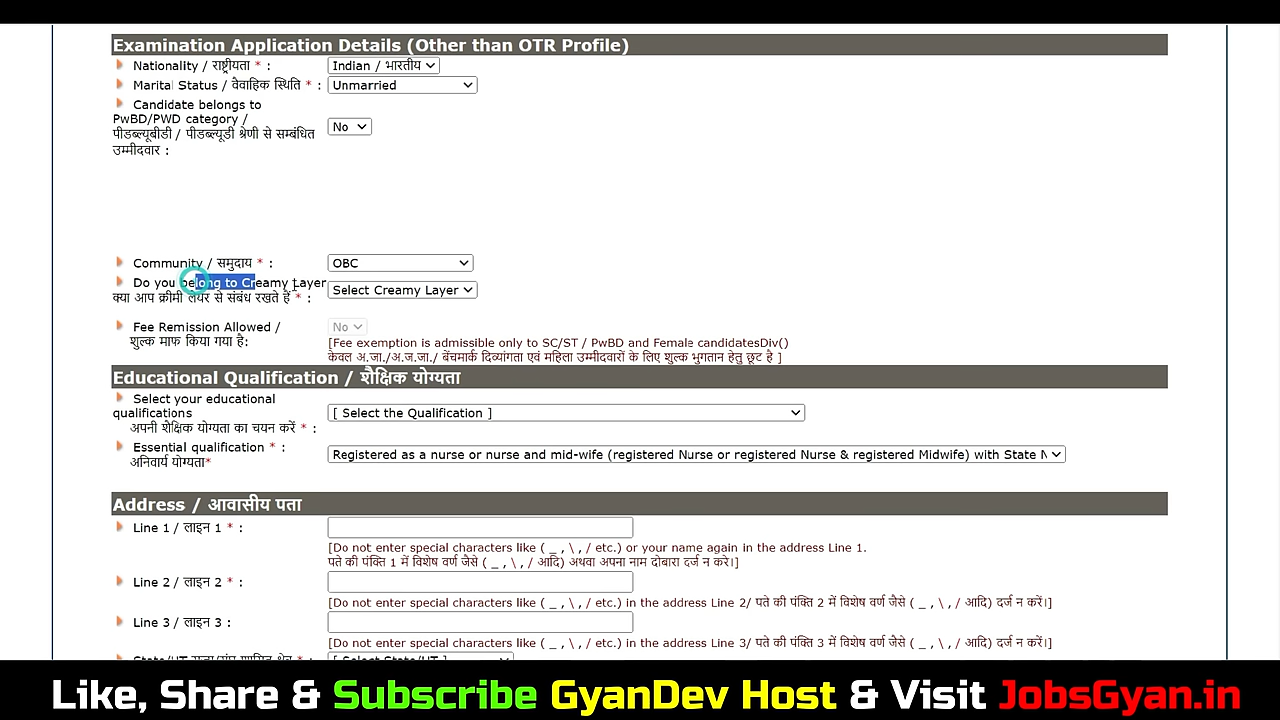 Examination Application Details (Other than OTR Profile)
Nationality / राष्ट्रीयता * : Indian / भारतीय
Marital Status / वैवाहिक स्थिति * : Unmarried
Candidate belongs to
PwBD/PWD category /
पीडब्ल्यूबीडी / पीडब्ल्यूडी श्रेणी से सम्बंधित No
उम्मीदवार :
Community / समुदाय * : OBC
Do you belong to Creamy Layer
क्या आप क्रीमी लेयर से संबंध रखते हैं * : Select Creamy Layer
Fee Remission Allowed / No
शुल्क माफ किया गया है:
[Fee exemption is admissible only to SC/ST / PwBD and Female candidatesDiv()
केवल अ.जा./अ.ज.जा./ बेंचमार्क दिव्यांगता एवं महिला उम्मीदवारों के लिए शुल्क भुगतान हेतु छूट है ]
Educational Qualification / शैक्षिक योग्यता
Select your educational
qualifications [ Select the Qualification ]
अपनी शैक्षिक योग्यता का चयन करें * :
Essential qualification * : Registered as a nurse or nurse and mid-wife (registered Nurse or registered Nurse & registered Midwife) with State N
अनिवार्य योग्यता*
Address / आवासीय पता
Line 1 / लाइन 1 * :
[Do not enter special characters like ( _ , \ , / etc.) or your name again in the address Line 1.
पते की पंक्ति 1 में विशेष वर्ण जैसे ( _ , \ , / आदि) अथवा अपना नाम दोबारा दर्ज न करे।]
Line 2 / लाइन 2 * :
[Do not enter special characters like ( _ , \ , / etc.) in the address Line 2/ पते की पंक्ति 2 में विशेष वर्ण जैसे ( _ , \ , / आदि) दर्ज न करें।]
Line 3 / लाइन 3 :
[Do not enter special characters like ( _ , \ , / etc.) in the address Line 3/ पते की पंक्ति 3 में विशेष वर्ण जैसे ( _ , \ , / आदि) दर्ज न करें।]
Like, Share & Subscribe GyanDev Host & Visit JobsGyan.in